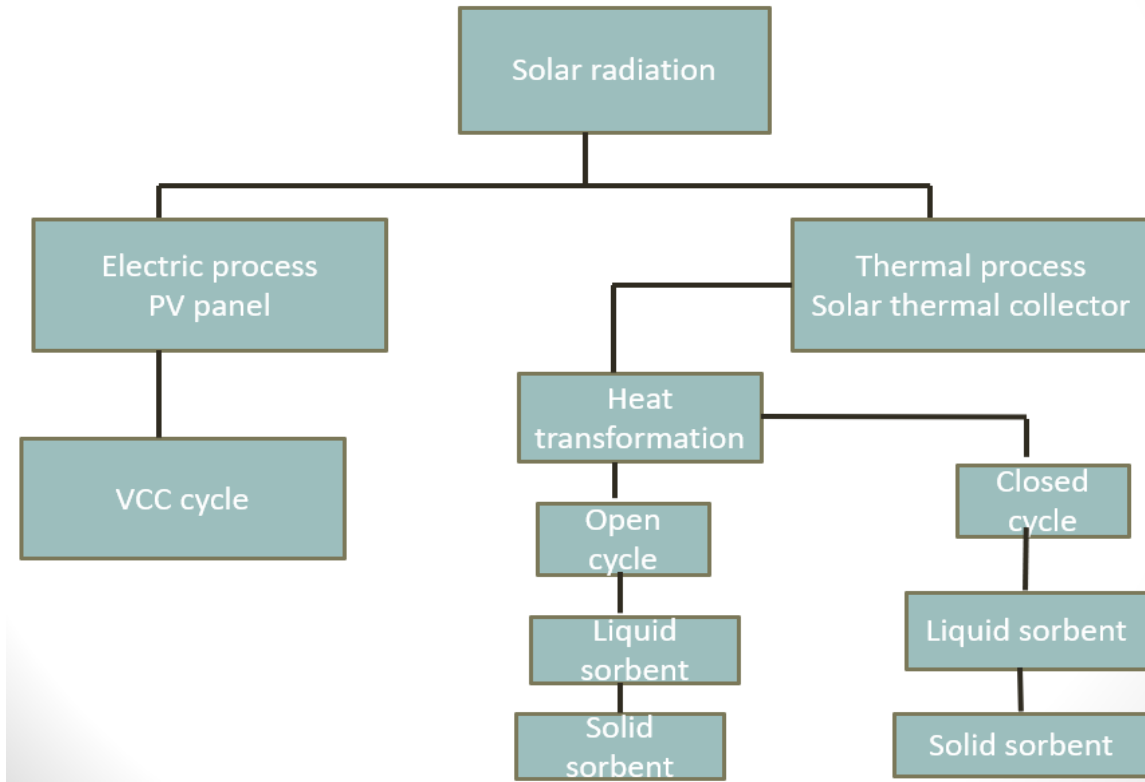 Solar radiation
Electric process
PV panel
Thermal process
Solar thermal collector
Heat
transformation
VCC cycle
Open
cycle
Closed
cycle
Liquid
sorbent
Liquid sorbent
Solid
sorbent
Solid sorbent